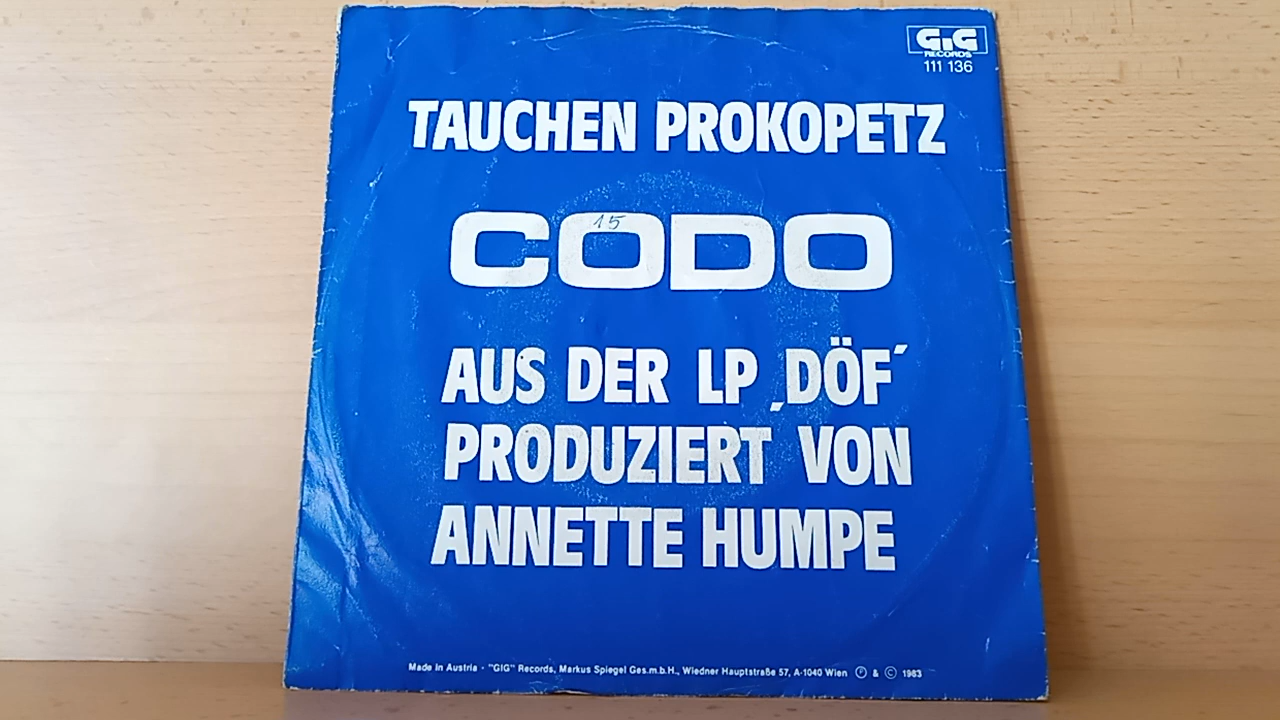 GiG
RECORDS
111 136
TAUCHEN PROKOPETZ
15
CODO
AUS DER LP ‚DÖF´
PRODUZIERT VON
ANNETTE HUMPE
Made in Austria · "GIG" Records, Markus Spiegel Ges.m.b.H., Wiedner Hauptstraße 57, A-1040 Wien Ⓟ & © 1983